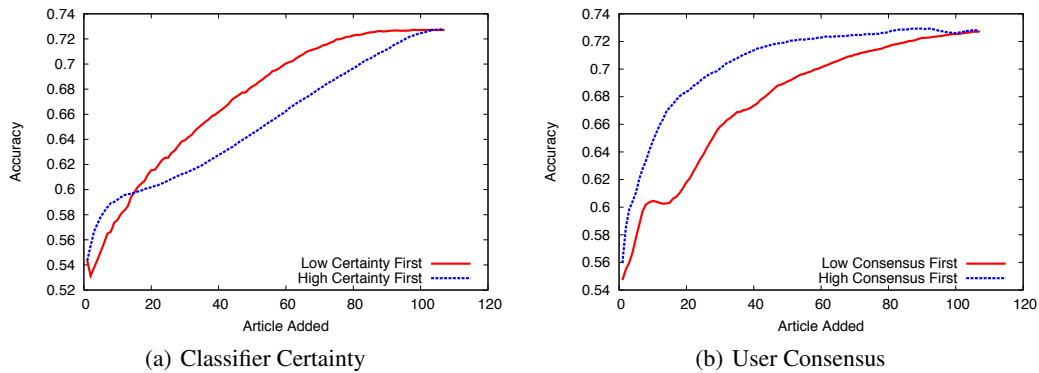 0.74
0.72
0.7
0.68
0.66
0.64
0.62
0.6
0.58
0.56
0.54
0.52
0 20 40 60 80 100 120
Accuracy
Article Added
Low Certainty First
High Certainty First
(a) Classifier Certainty
0.74
0.72
0.7
0.68
0.66
0.64
0.62
0.6
0.58
0.56
0.54
0 20 40 60 80 100 120
Accuracy
Article Added
Low Consensus First
High Consensus First
(b) User Consensus